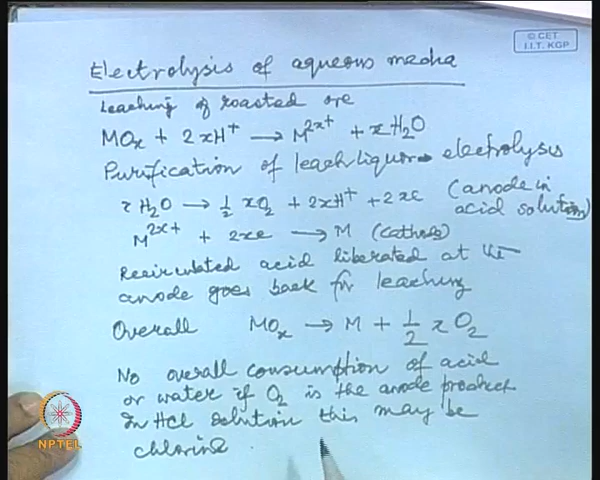 © CET
I.I.T. KGP
Electrolysis of aqueous media
Leaching of roasted ore
MOx + 2xH⁺ → M²ˣ⁺ + xH₂O
Purification of leach liquor → electrolysis
xH₂O → ½ xO₂ + 2xH⁺ + 2xe (anode in
acid solution)
M²ˣ⁺ + 2xe → M (Cathode)
Recirculated acid liberated at the
anode goes back for leaching
Overall MOₓ → M + ½ xO₂
No overall consumption of acid
or water if O₂ is the anode product
In HCl solution this may be
chlorine.
NPTEL